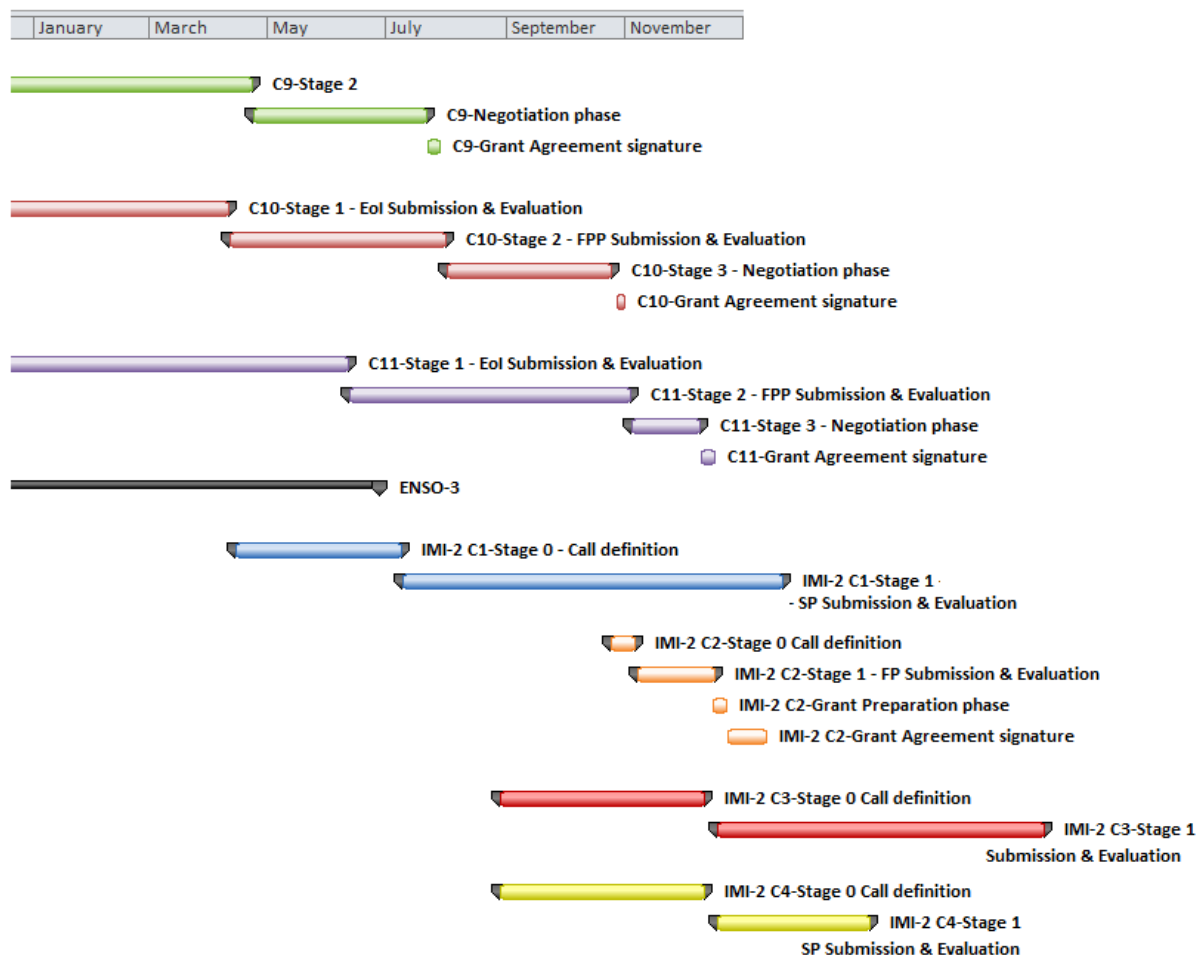 January March May July September November
C9-Stage 2
C9-Negotiation phase
C9-Grant Agreement signature
C10-Stage 1 - EoI Submission & Evaluation
C10-Stage 2 - FPP Submission & Evaluation
C10-Stage 3 - Negotiation phase
C10-Grant Agreement signature
C11-Stage 1 - EoI Submission & Evaluation
C11-Stage 2 - FPP Submission & Evaluation
C11-Stage 3 - Negotiation phase
C11-Grant Agreement signature
ENSO-3
IMI-2 C1-Stage 0 - Call definition
IMI-2 C1-Stage 1 -
- SP Submission & Evaluation
IMI-2 C2-Stage 0 Call definition
IMI-2 C2-Stage 1 - FP Submission & Evaluation
IMI-2 C2-Grant Preparation phase
IMI-2 C2-Grant Agreement signature
IMI-2 C3-Stage 0 Call definition
IMI-2 C3-Stage 1
Submission & Evaluation
IMI-2 C4-Stage 0 Call definition
IMI-2 C4-Stage 1
SP Submission & Evaluation